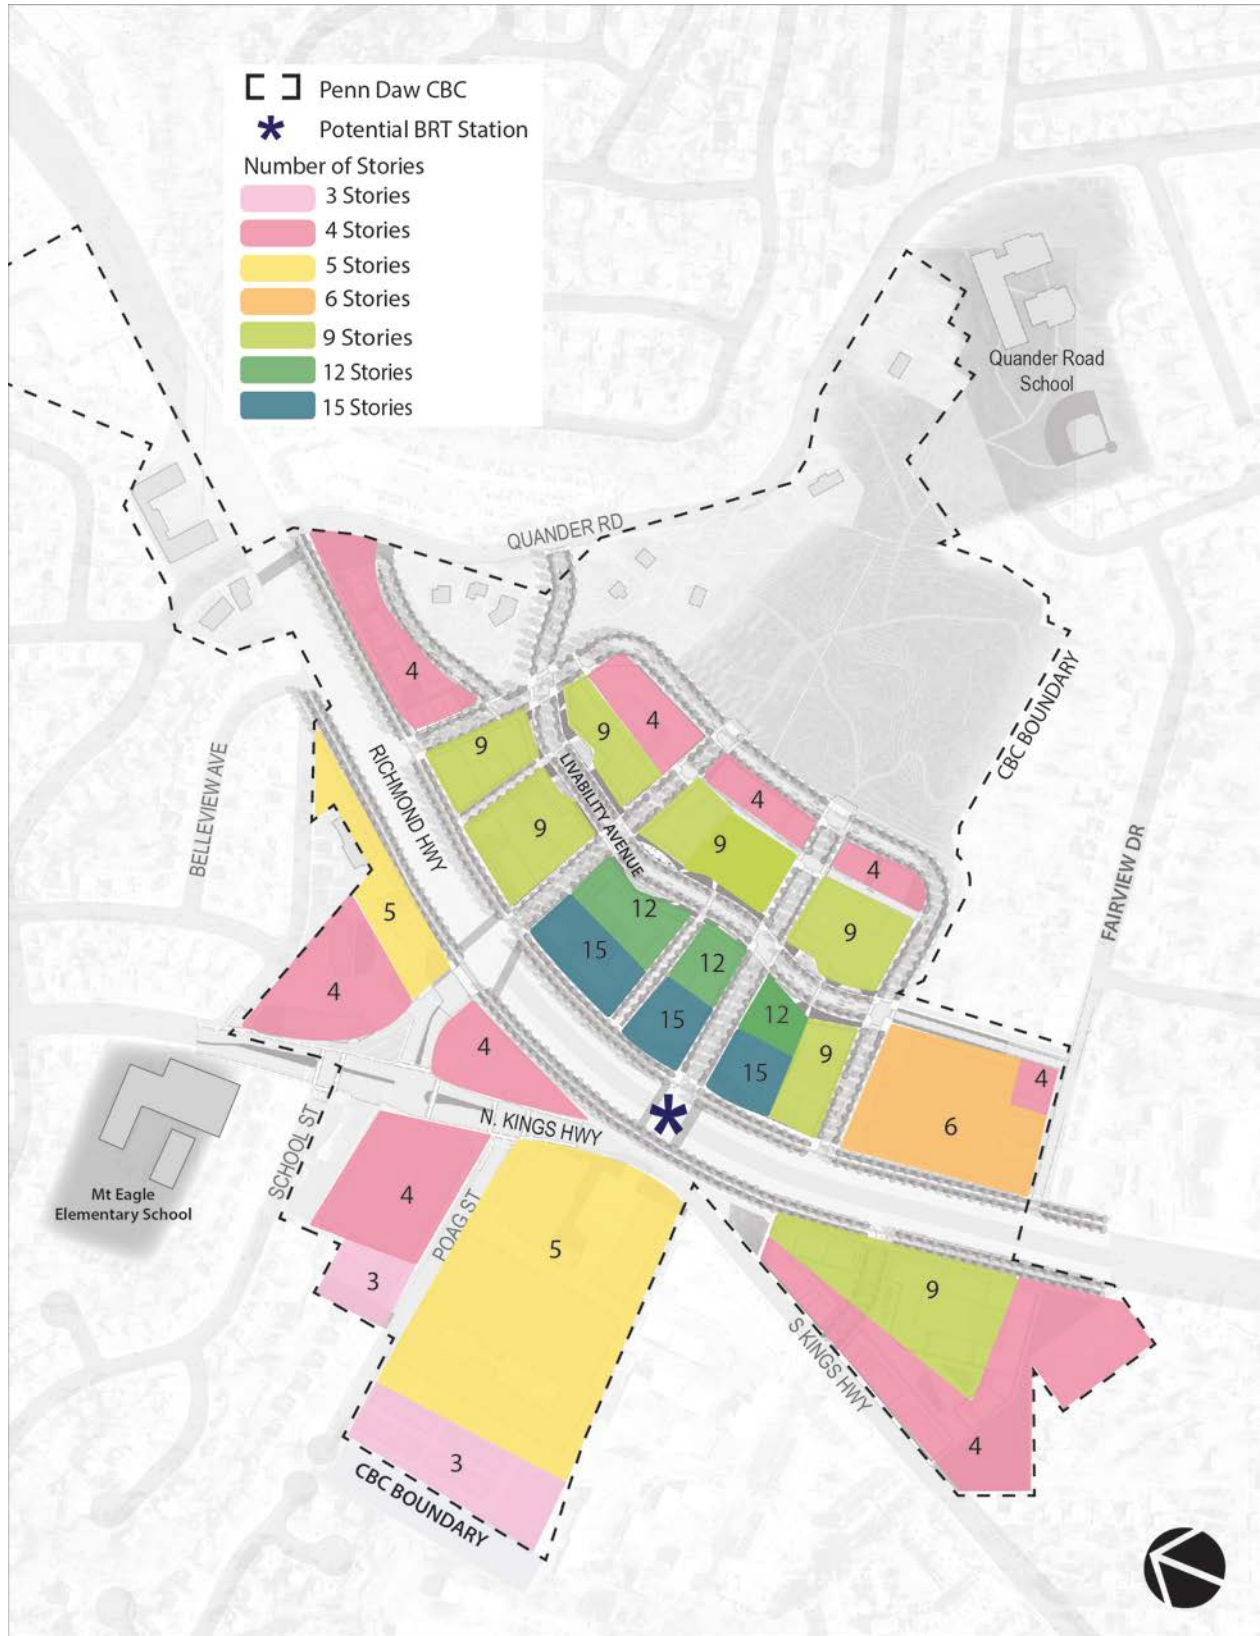 Penn Daw CBC
Potential BRT Station
Number of Stories
3 Stories
4 Stories
5 Stories
6 Stories
9 Stories
12 Stories
15 Stories
Quander Road
School
QUANDER RD
CBC BOUNDARY
4
4
9
9
LIVABILITY AVENUE
RICHMOND HWY
BELLEVIEW AVE
4
9
9
4
FAIRVIEW DR
5
12
9
15
12
4
15
12
9
4
15
4
6
N. KINGS HWY
SCHOOL ST
Mt Eagle
Elementary School
4
POAG ST
5
3
9
S KINGS HWY
4
3
CBC BOUNDARY